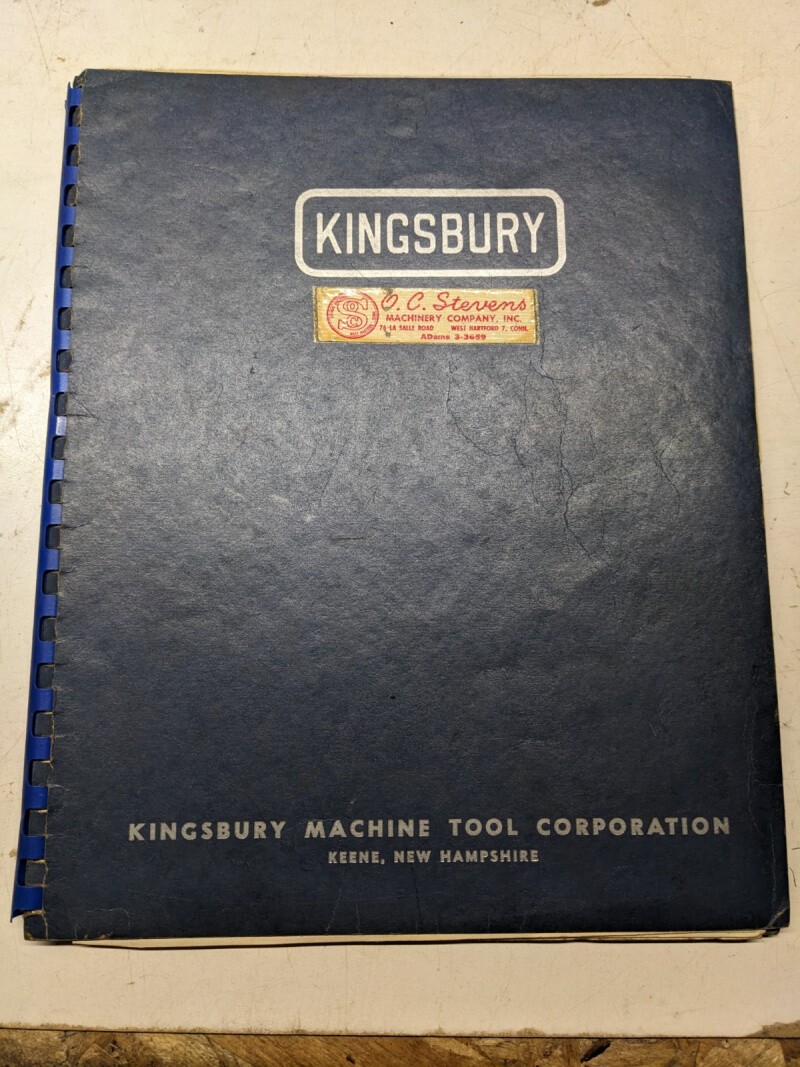 KINGSBURY
O. C. Stevens
MACHINERY COMPANY, INC.
74 LA SALLE ROAD WEST HARTFORD 7, CONN.
ADams 3-3659
KINGSBURY MACHINE TOOL CORPORATION
KEENE, NEW HAMPSHIRE